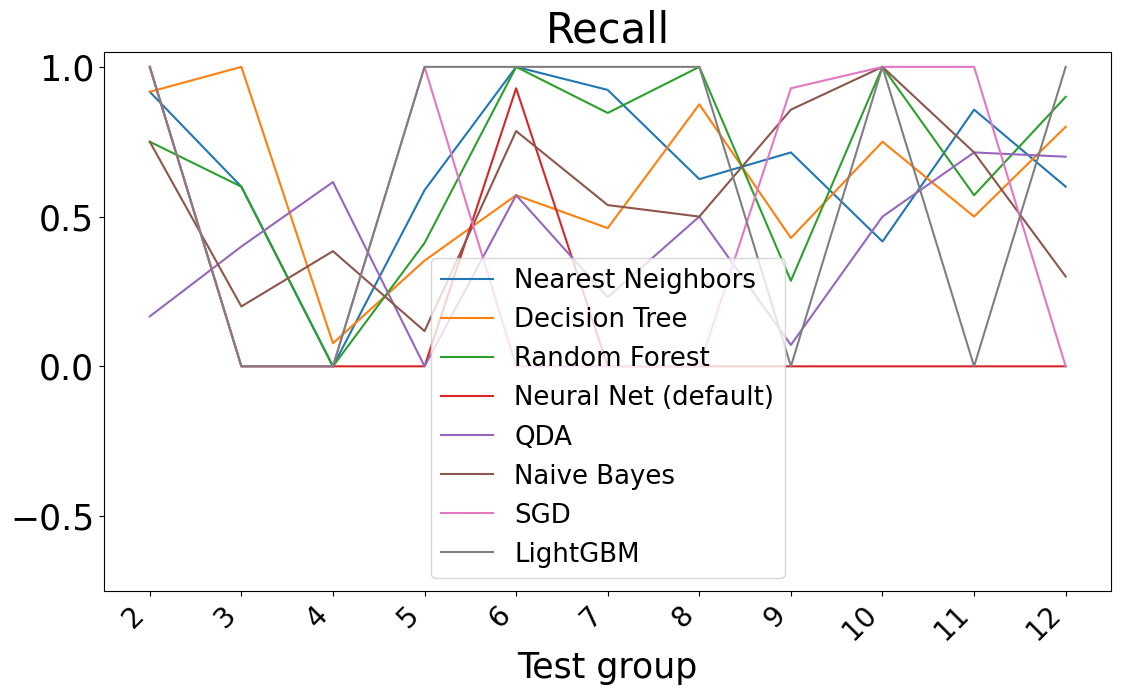 Recall
1.0
0.5
0.0
−0.5
Nearest Neighbors
Decision Tree
Random Forest
Neural Net (default)
QDA
Naive Bayes
SGD
LightGBM
2 3 4 5 6 7 8 9 10 11 12
Test group